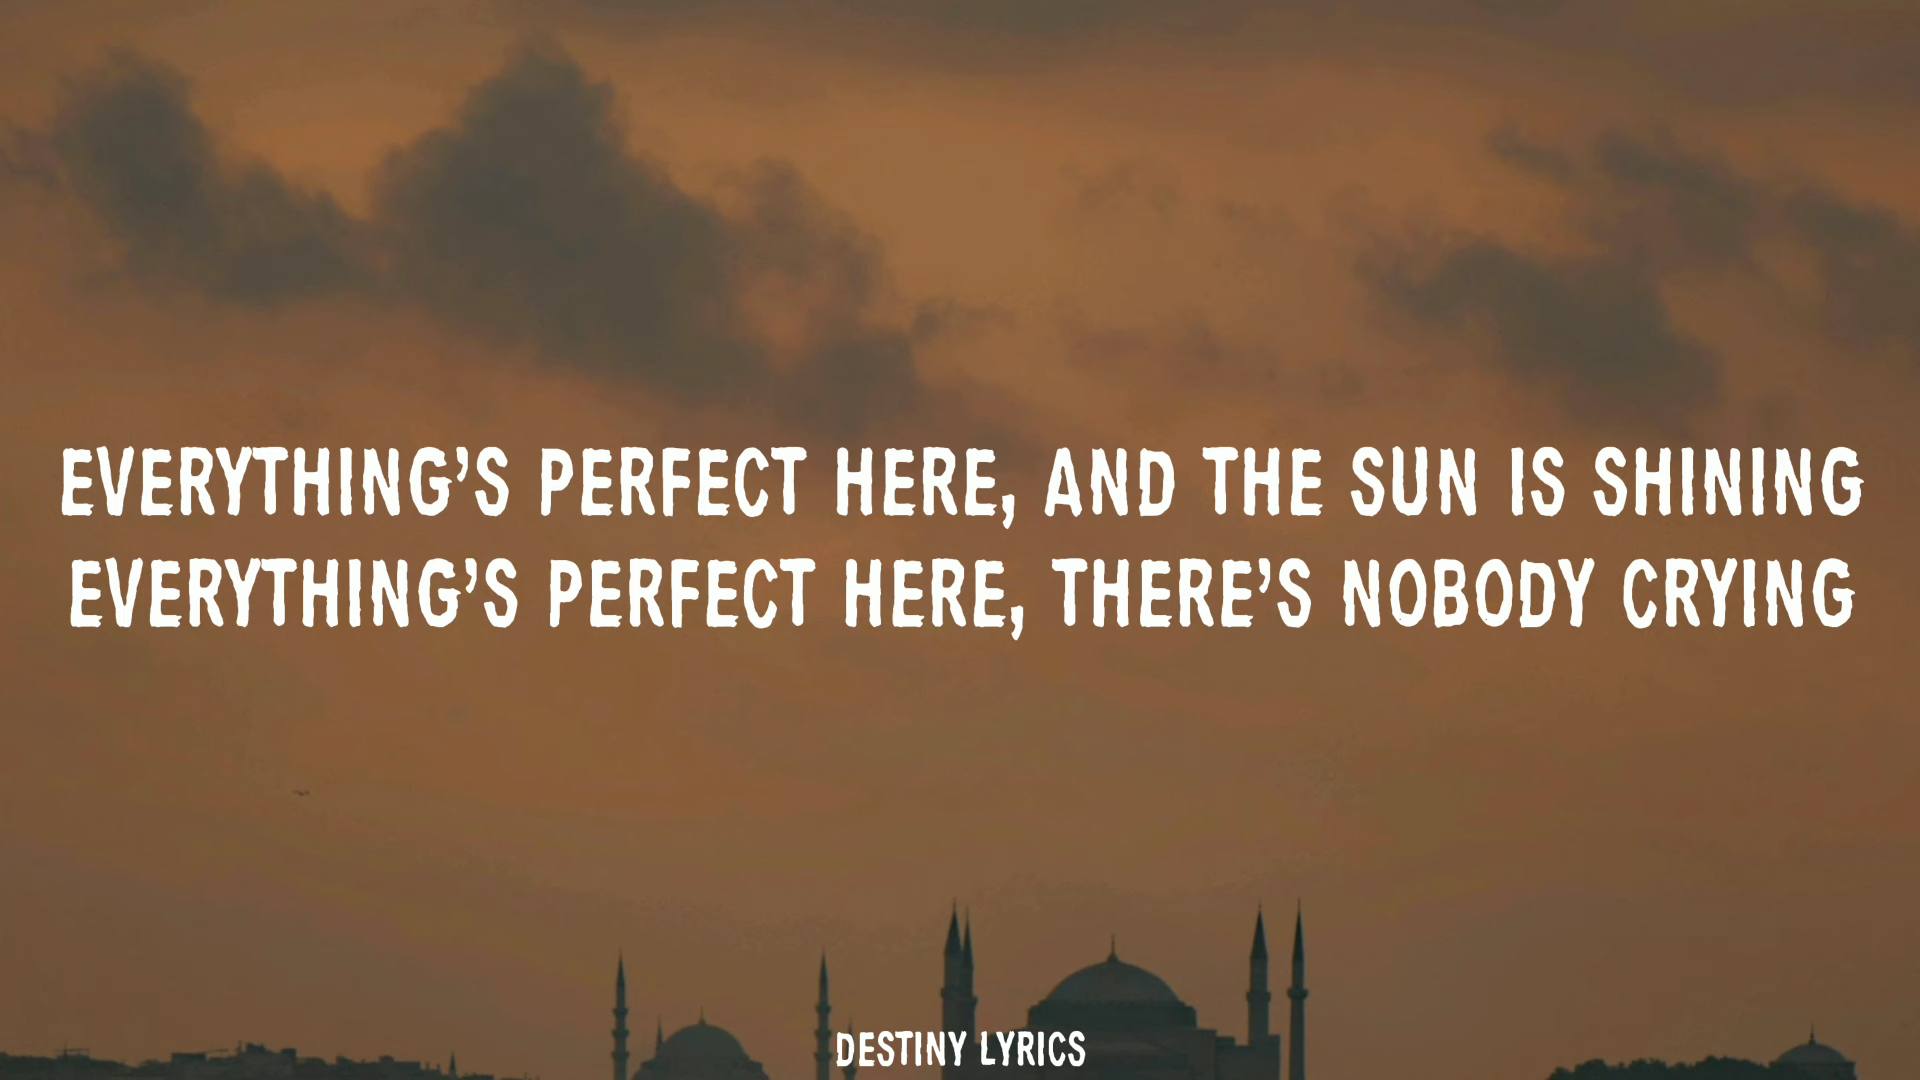 EVERYTHING'S PERFECT HERE, AND THE SUN IS SHINING
EVERYTHING'S PERFECT HERE, THERE'S NOBODY CRYING
DESTINY LYRICS